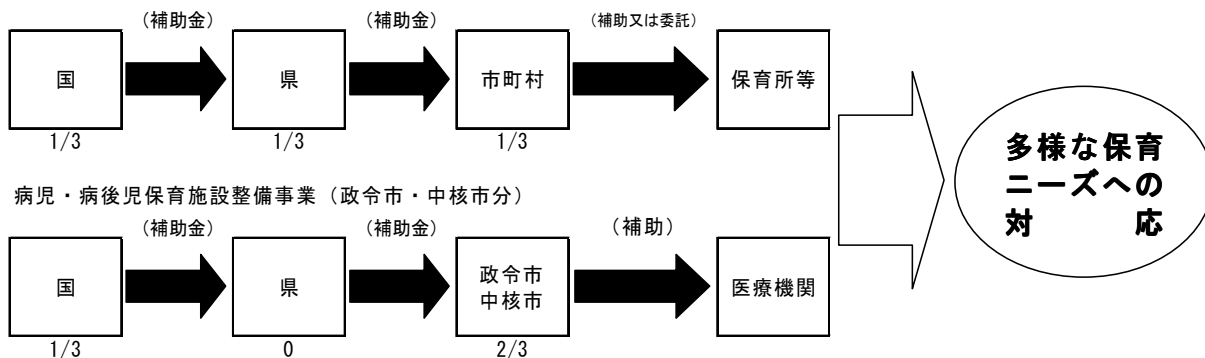 (補助金) (補助金) (補助又は委託)
国 県 市町村 保育所等
1/3 1/3 1/3
多様な保育
ニーズへの
対 応
病児・病後児保育施設整備事業(政令市・中核市分)
(補助金) (補助金) (補助)
国 県 政令市
中核市 医療機関
1/3 0 2/3